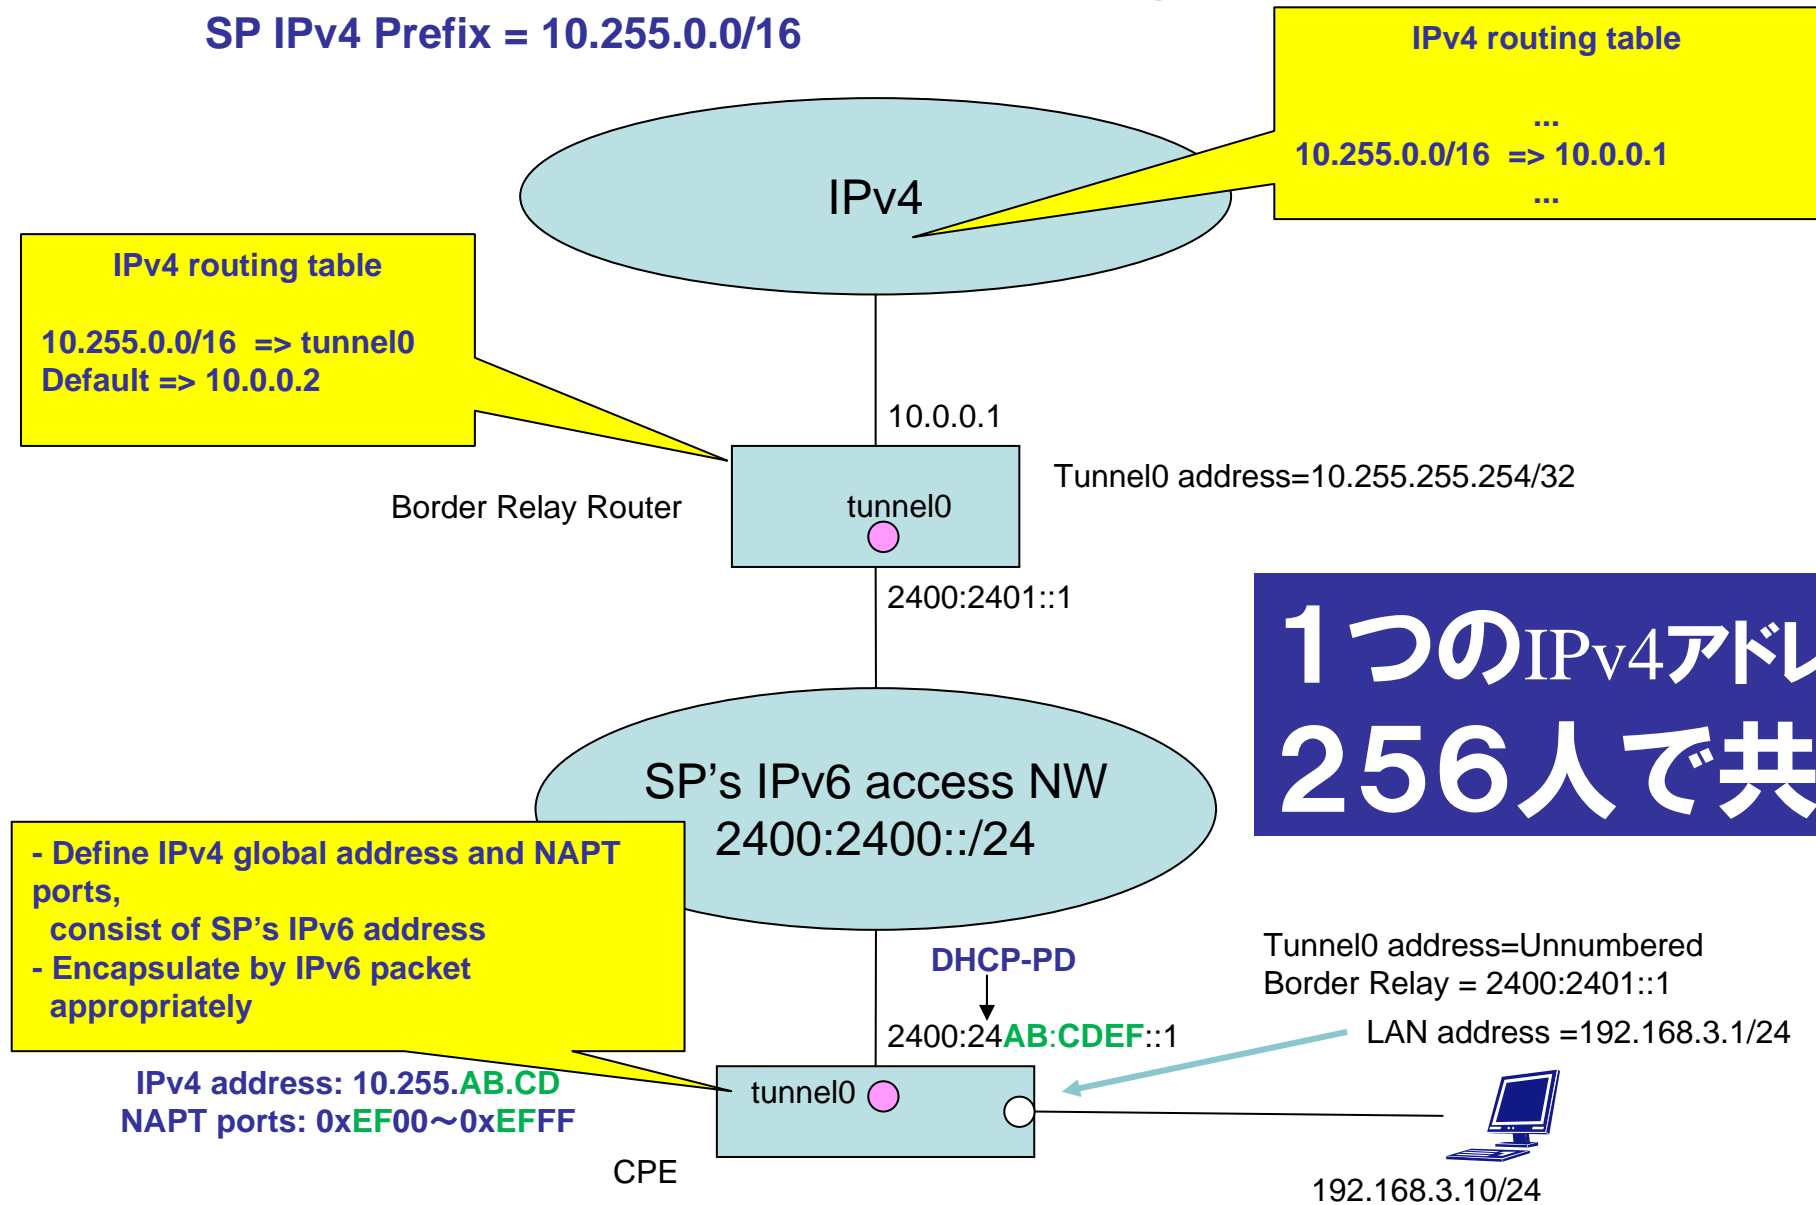 SP IPv4 Prefix = 10.255.0.0/16
IPv4 routing table
...
10.255.0.0/16 => 10.0.0.1
...
IPv4
IPv4 routing table
10.255.0.0/16 => tunnel0
Default => 10.0.0.2
10.0.0.1
Tunnel0 address=10.255.255.254/32
Border Relay Router
tunnel0
2400:2401::1
1つのIPv4アドレ
256人で共
SP's IPv6 access NW
2400:2400::/24
- Define IPv4 global address and NAPT
ports,
consist of SP's IPv6 address
- Encapsulate by IPv6 packet
appropriately
DHCP-PD
2400:24AB:CDEF::1
Tunnel0 address=Unnumbered
Border Relay = 2400:2401::1
LAN address =192.168.3.1/24
IPv4 address: 10.255.AB.CD
NAPT ports: 0xEF00～0xEFFF
tunnel0
CPE
192.168.3.10/24